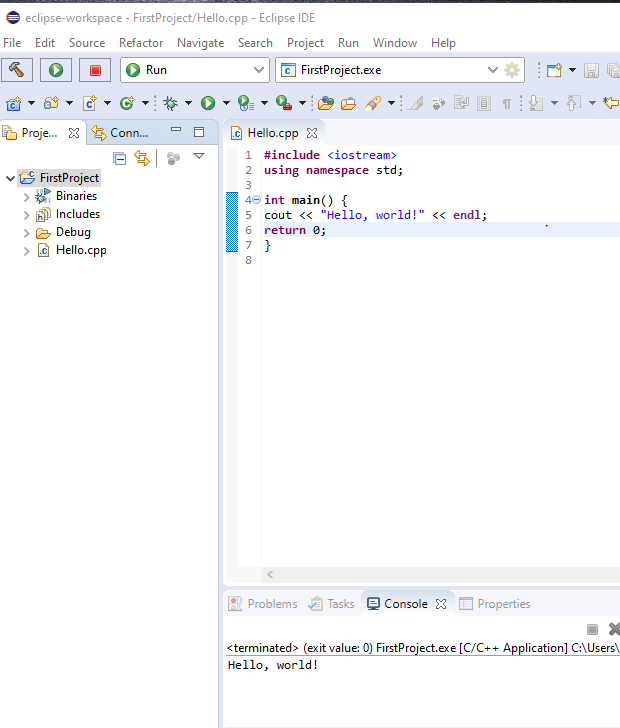 eclipse-workspace - FirstProject/Hello.cpp - Eclipse IDE
File Edit Source Refactor Navigate Search Project Run Window Help
Run FirstProject.exe
Proje... Conn... Hello.cpp
FirstProject
Binaries
Includes
Debug
Hello.cpp
1 #include <iostream>
2 using namespace std;
3
4 int main() {
5 cout << "Hello, world!" << endl;
6 return 0;
7 }
8
Problems Tasks Console Properties
<terminated> (exit value: 0) FirstProject.exe [C/C++ Application] C:\Users\
Hello, world!